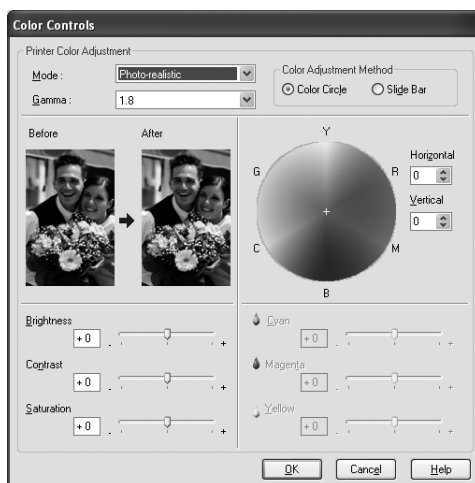 Color Controls
Printer Color Adjustment
Mode :
Photo-realistic
Gamma :
1.8
Color Adjustment Method
Color Circle
Slide Bar
Before
After
Y
G
R
C
M
B
Horizontal
0
Vertical
0
Brightness
+ 0
- +
Contrast
+ 0
- +
Saturation
+ 0
- +
Cyan
+ 0
- +
Magenta
+ 0
- +
Yellow
+ 0
- +
OK
Cancel
Help